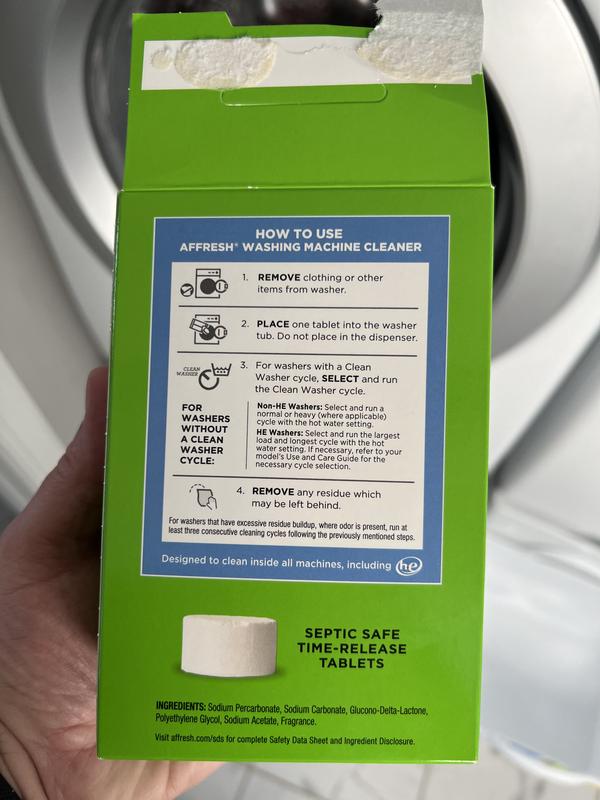 HOW TO USE
AFFRESH® WASHING MACHINE CLEANER
1. REMOVE clothing or other
items from washer.
2. PLACE one tablet into the washer
tub. Do not place in the dispenser.
CLEAN
WASHER
3. For washers with a Clean
Washer cycle, SELECT and run
the Clean Washer cycle.
FOR
WASHERS
WITHOUT
A CLEAN
WASHER
CYCLE:
Non-HE Washers: Select and run a
normal or heavy (where applicable)
cycle with the hot water setting.
HE Washers: Select and run the largest
load and longest cycle with the hot
water setting. If necessary, refer to your
model's Use and Care Guide for the
necessary cycle selection.
4. REMOVE any residue which
may be left behind.
For washers that have excessive residue buildup, where odor is present, run at
least three consecutive cleaning cycles following the previously mentioned steps.
Designed to clean inside all machines, including he
SEPTIC SAFE
TIME-RELEASE
TABLETS
INGREDIENTS: Sodium Percarbonate, Sodium Carbonate, Glucono-Delta-Lactone,
Polyethylene Glycol, Sodium Acetate, Fragrance.
Visit affresh.com/sds for complete Safety Data Sheet and Ingredient Disclosure.